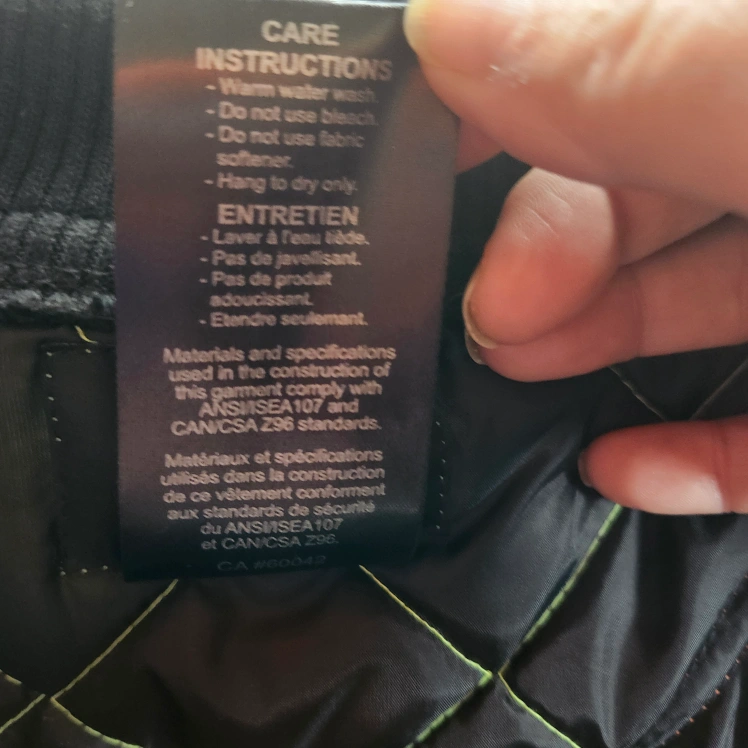 CARE
INSTRUCTIONS
- Warm water wash.
- Do not use bleach.
- Do not use fabric
softener.
- Hang to dry only.
ENTRETIEN
- Laver à l'eau tiède.
- Pas de javellisant.
- Pas de produit
adoucissant.
- Etendre seulement.
Materials and specifications
used in the construction of
this garment comply with
ANSI/ISEA107 and
CAN/CSA Z96 standards.
Matériaux et spécifications
utilisés dans la construction
de ce vêtement conforment
aux standards de sécurité
du ANSI/ISEA107
et CAN/CSA Z96.
CA #60042